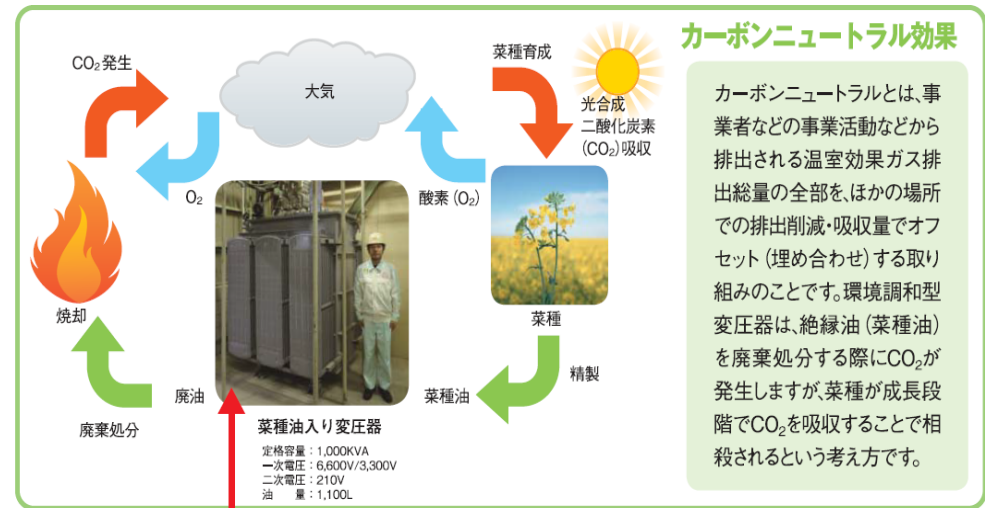 カーボンニュートラル効果
CO₂発生
大気
菜種育成
光合成
二酸化炭素
(CO₂)吸収
O₂
酸素(O₂)
焼却
菜種
精製
廃油
菜種油
廃棄処分
菜種油入り変圧器
定格容量:1,000KVA
一次電圧:6,600V/3,300V
二次電圧:210V
油　　量:1,100L
カーボンニュートラルとは、事
業者などの事業活動などから
排出される温室効果ガス排
出総量の全部を、ほかの場所
での排出削減・吸収量でオフ
セット(埋め合わせ)する取り
組みのことです。環境調和型
変圧器は、絶縁油(菜種油)
を廃棄処分する際にCO₂が
発生しますが、菜種が成長段
階でCO₂を吸収することで相
殺されるという考え方です。